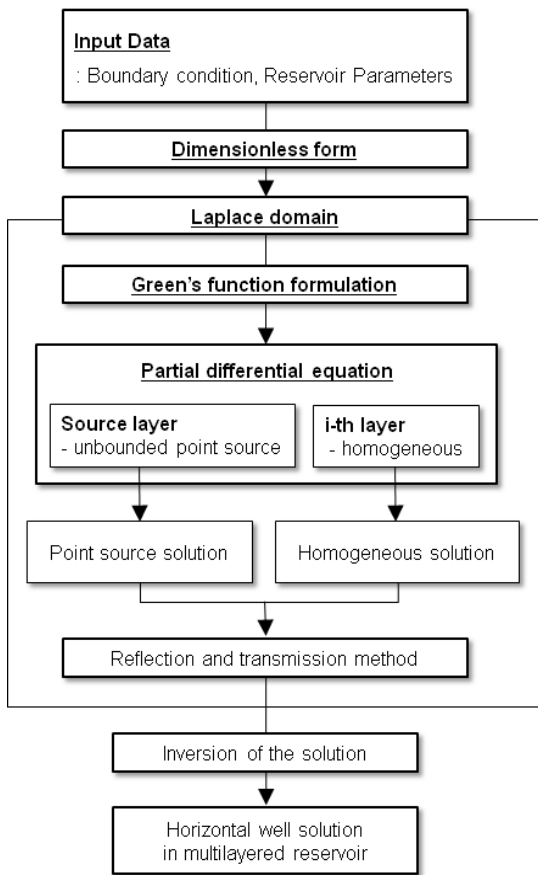 Input Data
: Boundary condition, Reservoir Parameters
Dimensionless form
Laplace domain
Green's function formulation
Partial differential equation
Source layer
- unbounded point source
i-th layer
- homogeneous
Point source solution
Homogeneous solution
Reflection and transmission method
Inversion of the solution
Horizontal well solution
in multilayered reservoir